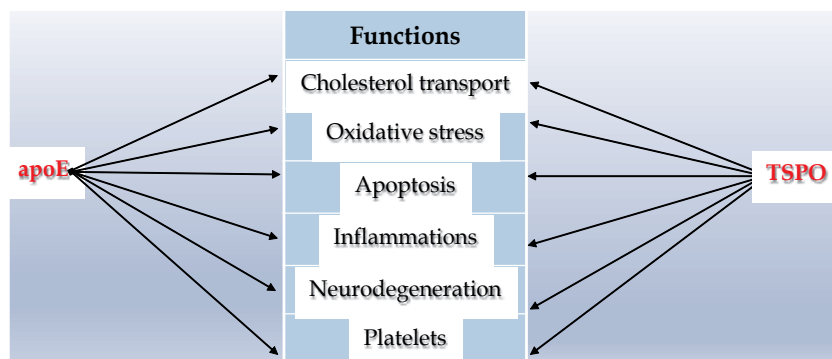 Functions
Cholesterol transport
Oxidative stress
apoE
Apoptosis
TSPO
Inflammations
Neurodegeneration
Platelets